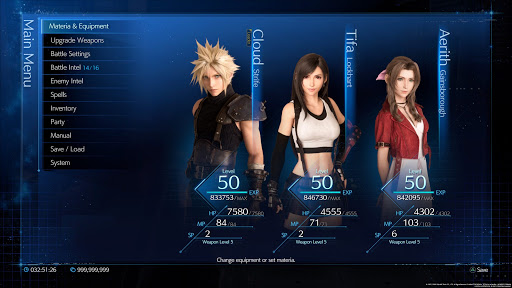 Main Menu
Materia & Equipment
Upgrade Weapons
Battle Settings
Battle Intel 14/16
Enemy Intel
Spells
Inventory
Party
Manual
Save / Load
System
Cloud Strife
Leader
Level
50
EXP
833753/MAX
HP 7580/7580
MP 84/84
SP 2
Weapon Level 5
Tifa Lockhart
Level
50
EXP
846730/MAX
HP 4555/4555
MP 71/71
SP 2
Weapon Level 5
Aerith Gainsborough
Level
50
EXP
842095/MAX
HP 4302/4302
MP 103/103
SP 6
Weapon Level 5
Change equipment or set materia.
032:51:26
999,999,999
Save